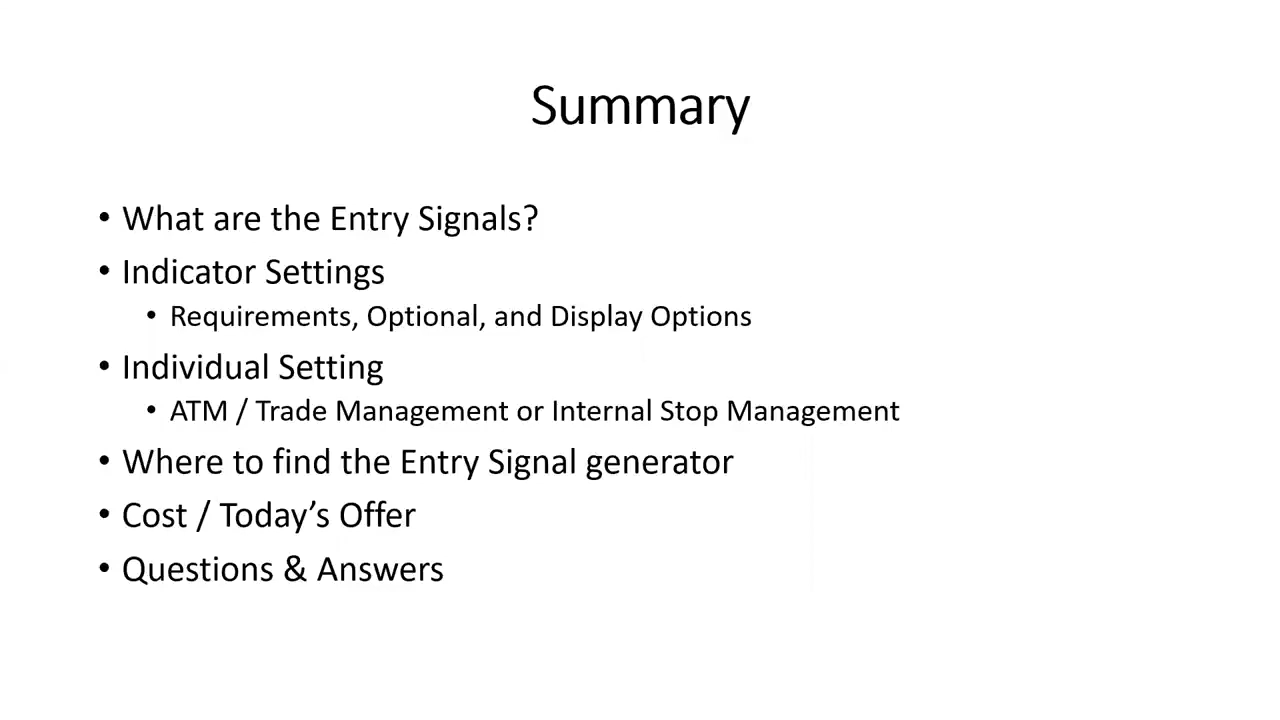 Summary
• What are the Entry Signals?
• Indicator Settings
• Requirements, Optional, and Display Options
• Individual Setting
• ATM / Trade Management or Internal Stop Management
• Where to find the Entry Signal generator
• Cost / Today’s Offer
• Questions & Answers